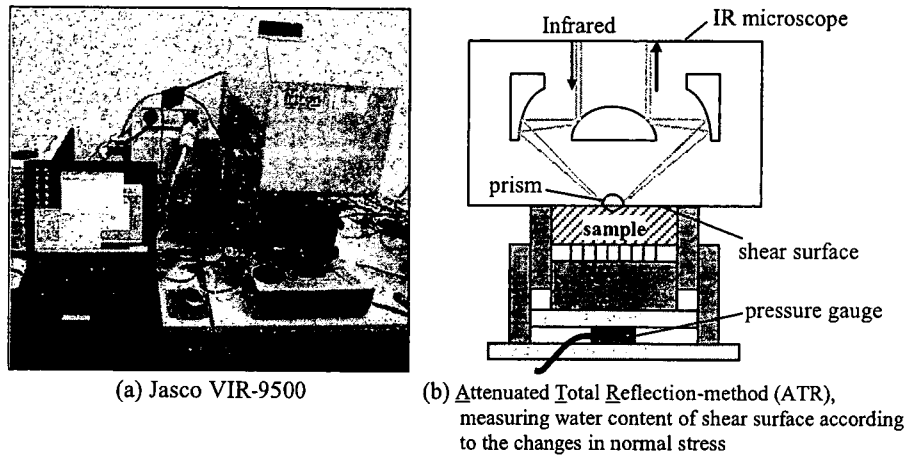 Infrared
IR microscope
prism
sample
shear surface
pressure gauge
(a) Jasco VIR-9500
(b) Attenuated Total Reflection-method (ATR),
measuring water content of shear surface according
to the changes in normal stress